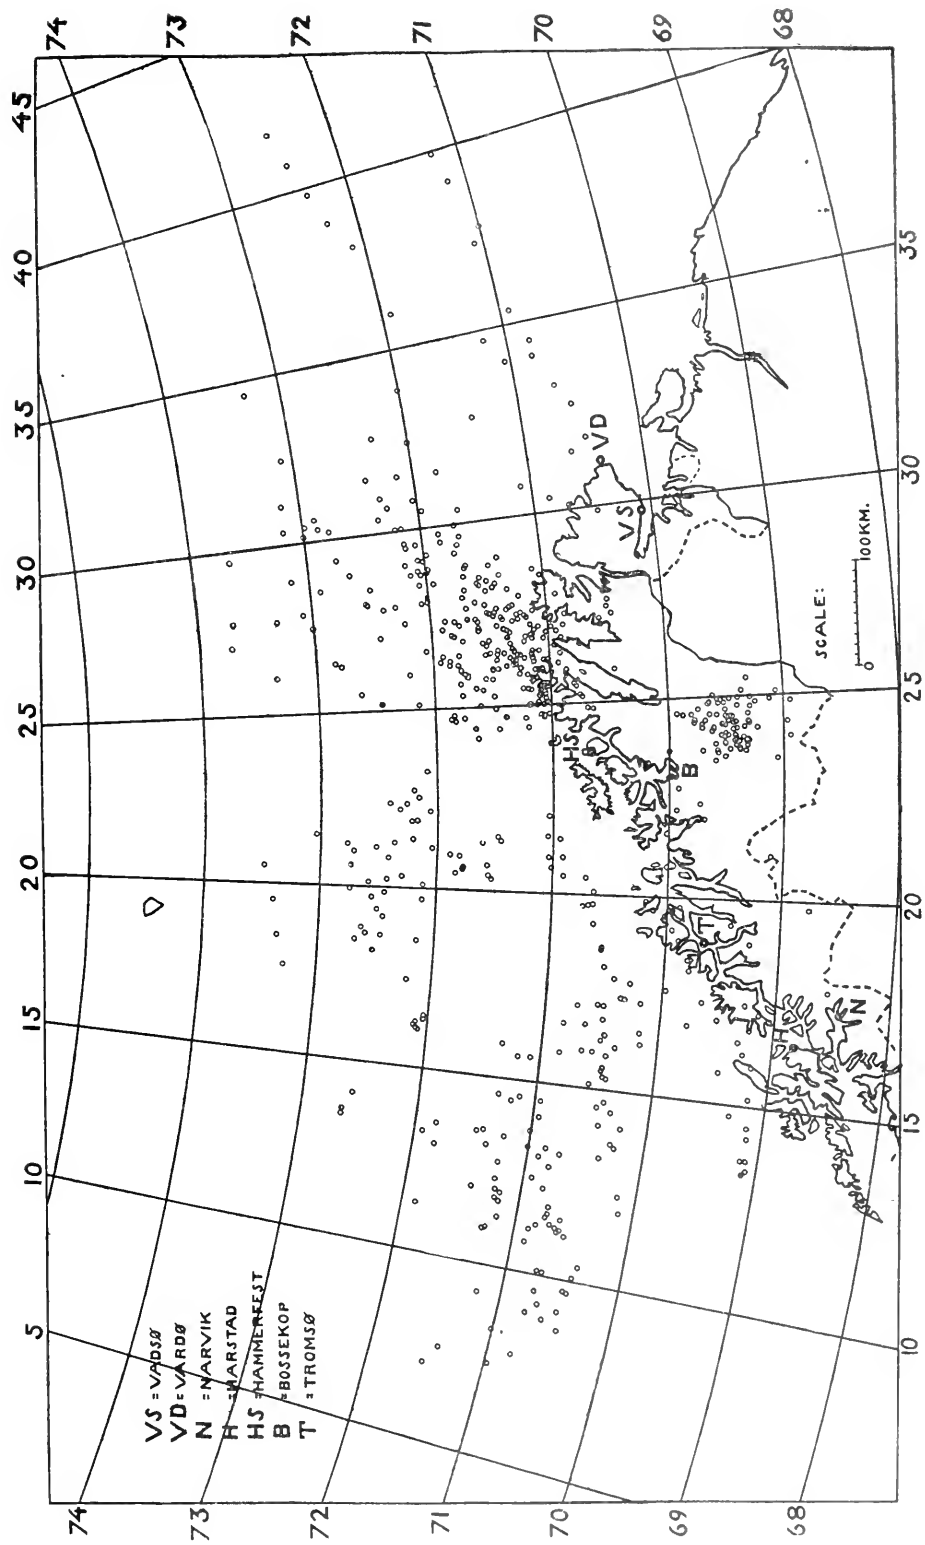 74
73
72
71
70
69
68
5
10
15
20
25
30
35
40
45
74
73
72
71
70
69
68
10
15
20
25
30
35
VS = VADSØ
VD = VARDØ
N = NARVIK
H = HARSTAD
HS = HAMMERFEST
B = BOSSEKOP
T = TROMSØ
VD
VS
HS
B
T
H
N
SCALE:
0 100 KM.